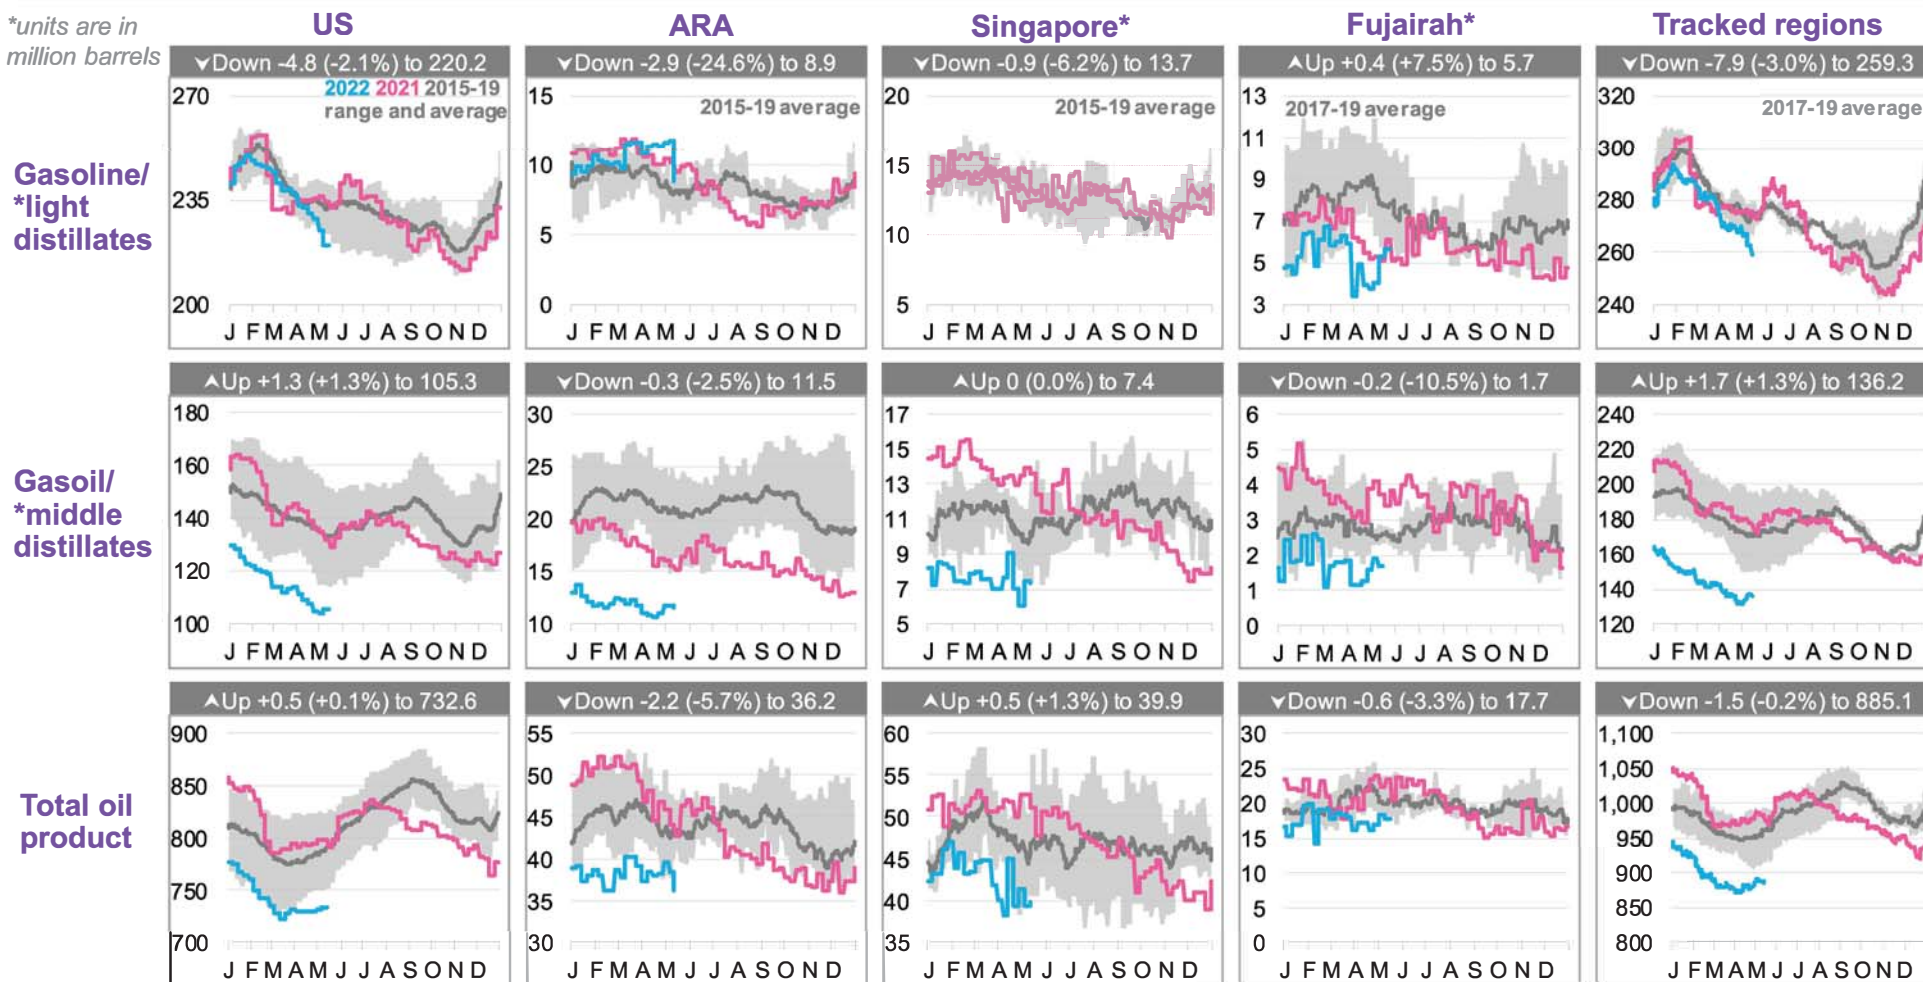 *units are in
million barrels
US
ARA
Singapore*
Fujairah*
Tracked regions
Gasoline/
*light
distillates
Down -4.8 (-2.1%) to 220.2
2022 2021 2015-19
range and average
270
235
200
J F M A M J J A S O N D
Down -2.9 (-24.6%) to 8.9
2015-19 average
15
10
5
0
J F M A M J J A S O N D
Down -0.9 (-6.2%) to 13.7
2015-19 average
20
15
10
5
J F M A M J J A S O N D
Up +0.4 (+7.5%) to 5.7
2017-19 average
13
11
9
7
5
3
J F M A M J J A S O N D
Down -7.9 (-3.0%) to 259.3
2017-19 average
320
300
280
260
240
J F M A M J J A S O N D
Gasoil/
*middle
distillates
Up +1.3 (+1.3%) to 105.3
180
160
140
120
100
J F M A M J J A S O N D
Down -0.3 (-2.5%) to 11.5
30
25
20
15
10
J F M A M J J A S O N D
Up 0 (0.0%) to 7.4
17
15
13
11
9
7
5
J F M A M J J A S O N D
Down -0.2 (-10.5%) to 1.7
6
5
4
3
2
1
0
J F M A M J J A S O N D
Up +1.7 (+1.3%) to 136.2
240
220
200
180
160
140
120
J F M A M J J A S O N D
Total oil
product
Up +0.5 (+0.1%) to 732.6
900
850
800
750
700
J F M A M J J A S O N D
Down -2.2 (-5.7%) to 36.2
55
50
45
40
35
30
J F M A M J J A S O N D
Up +0.5 (+1.3%) to 39.9
60
55
50
45
40
35
J F M A M J J A S O N D
Down -0.6 (-3.3%) to 17.7
30
25
20
15
10
5
0
J F M A M J J A S O N D
Down -1.5 (-0.2%) to 885.1
1,100
1,050
1,000
950
900
850
800
J F M A M J J A S O N D